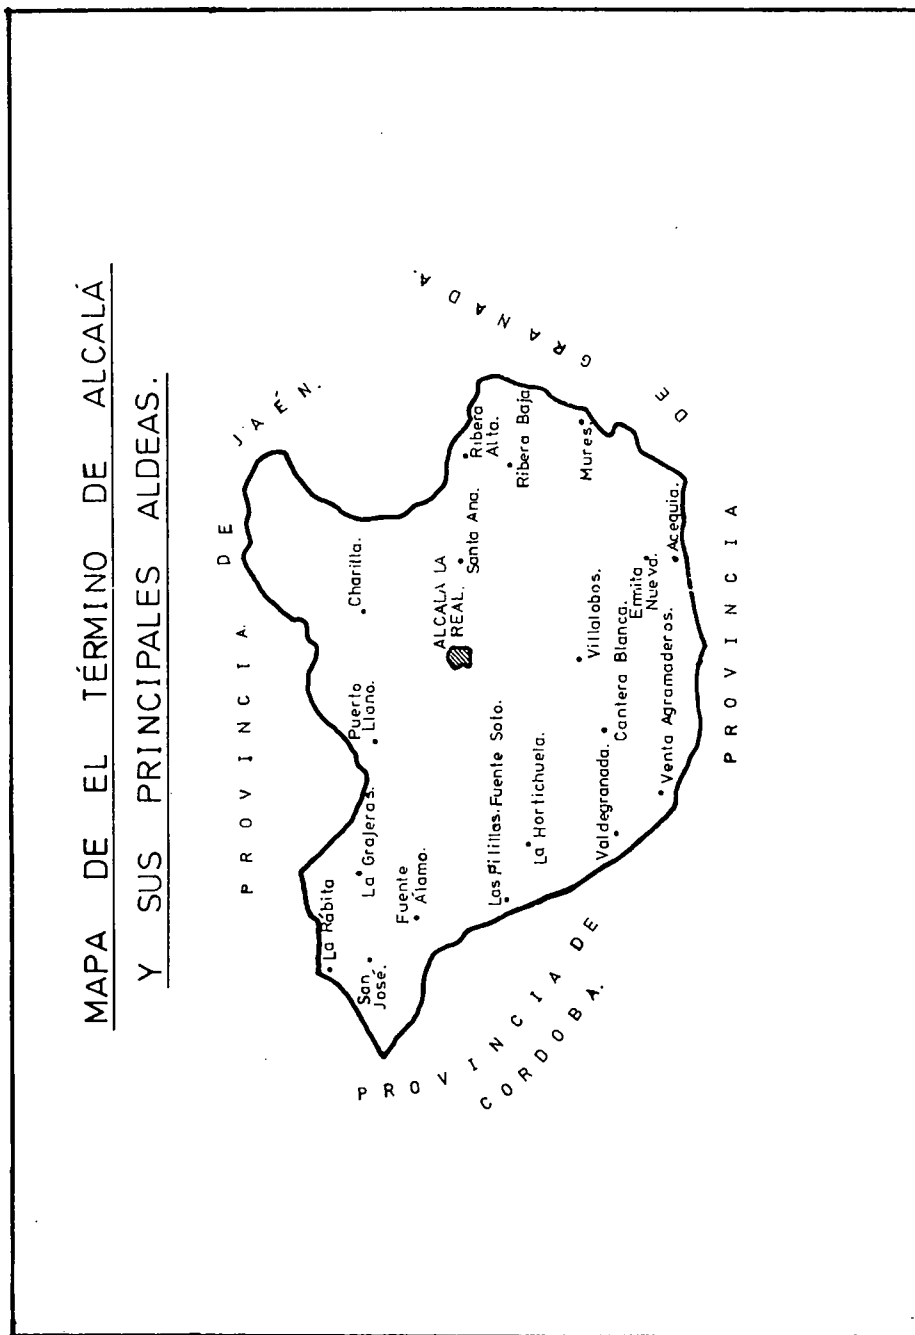 MAPA DE EL TÉRMINO DE ALCALÁ
Y SUS PRINCIPALES ALDEAS.
PROVINCIA DE JAÉN.
La Rábita
San José.
La Grajeras.
Fuente
Álamo.
Puerto
Llano.
Charilla.
ALCALA LA
REAL.
Santa Ana.
Ribera
Alta.
Ribera Baja
Mures.
Las Pilillas.
Fuente Soto.
La Hortichuela.
Valdegranada.
Villalobos.
Cantera Blanca.
Ermita
Nueva.
Venta Agramaderos.
Acequia.
PROVINCIA DE
CORDOBA.
PROVINCIA DE GRANADA.